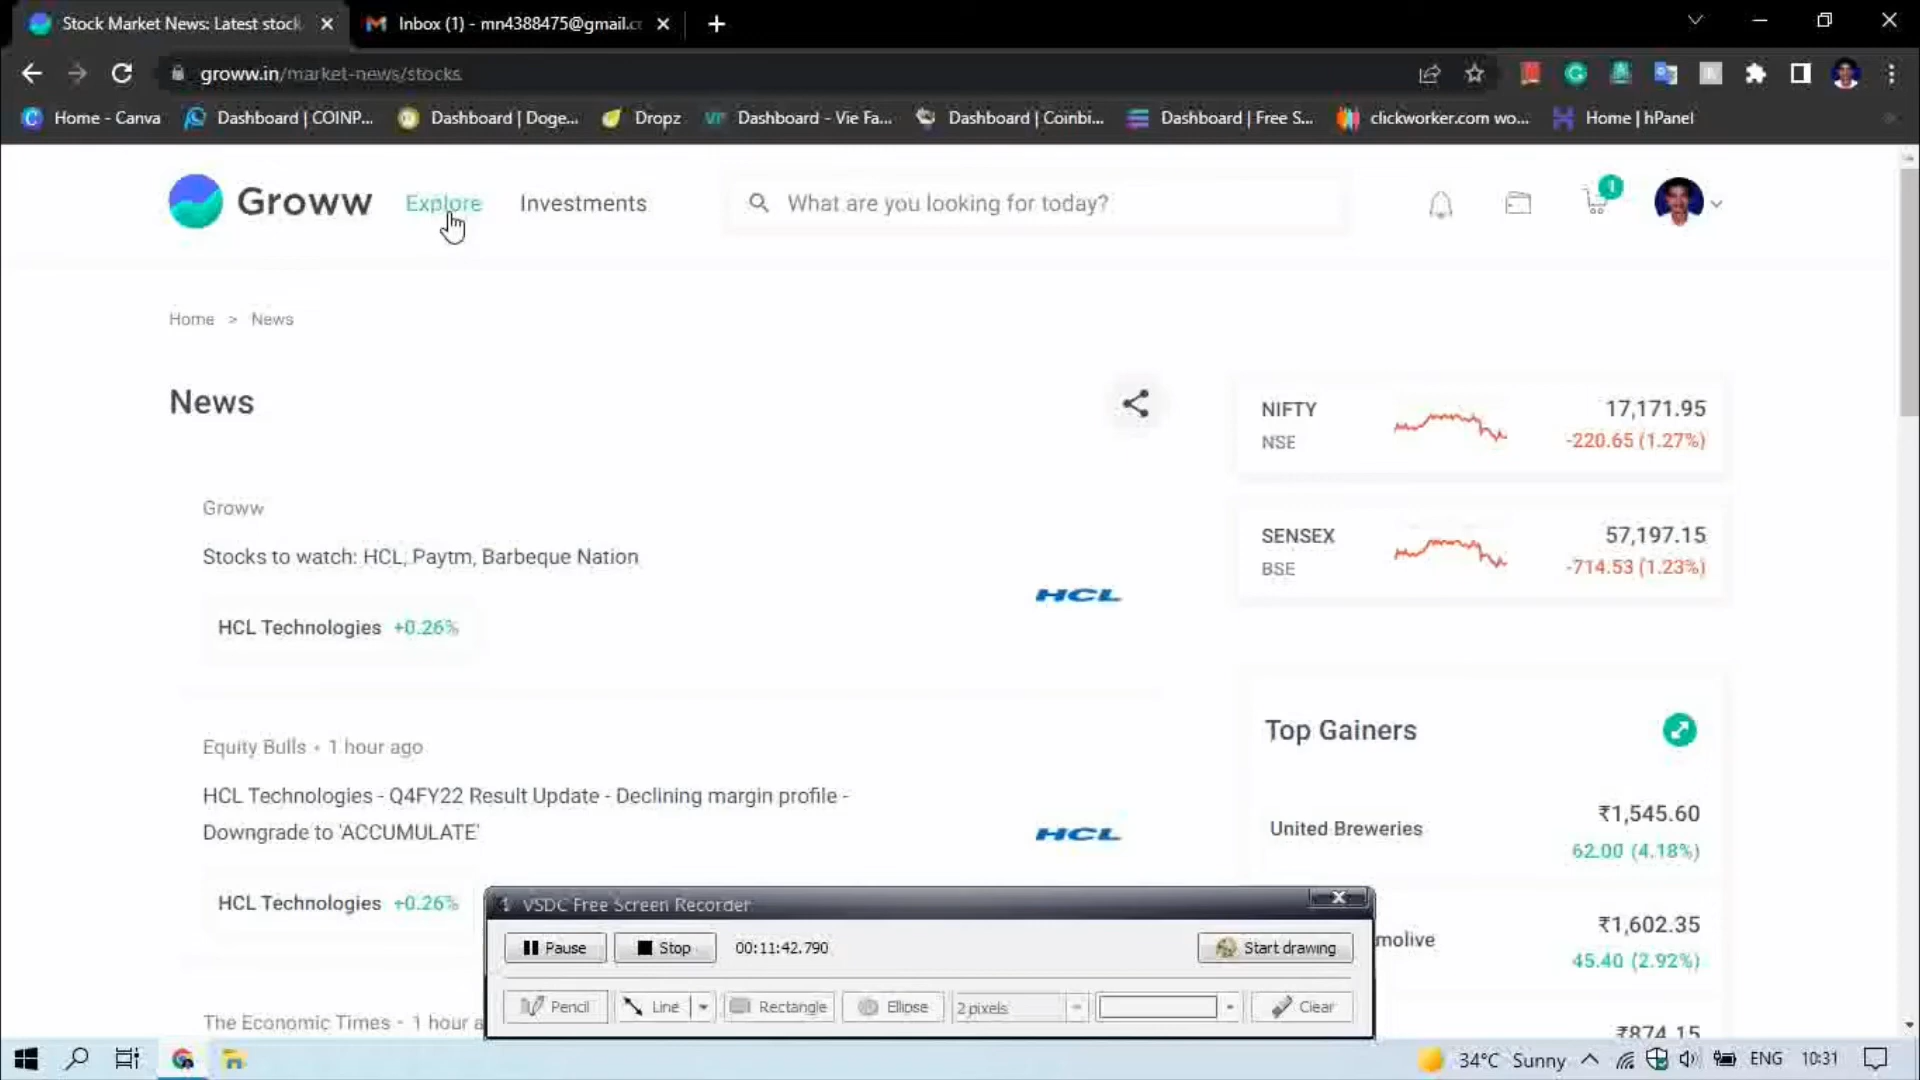 Stock Market News: Latest stock
Inbox (1) - mn4388475@gmail.c
groww.in/market-news/stocks
Home - Canva
Dashboard | COINP...
Dashboard | Doge...
Dropz
Dashboard - Vie Fa...
Dashboard | Coinbi...
Dashboard | Free S...
clickworker.com wo...
Home | hPanel
Groww
Explore
Investments
What are you looking for today?
1
Home > News
News
NIFTY
17,171.95
NSE
-220.65 (1.27%)
SENSEX
57,197.15
BSE
-714.53 (1.23%)
Groww
Stocks to watch: HCL, Paytm, Barbeque Nation
HCL
HCL Technologies +0.26%
Equity Bulls • 1 hour ago
HCL Technologies - Q4FY22 Result Update - Declining margin profile -
Downgrade to 'ACCUMULATE'
HCL
HCL Technologies +0.26%
The Economic Times • 1 hour a
Top Gainers
United Breweries
₹1,545.60
62.00 (4.18%)
molive
₹1,602.35
45.40 (2.92%)
₹874.15
VSDC Free Screen Recorder
Pause
Stop
00:11:42.790
Start drawing
Pencil
Line
Rectangle
Ellipse
2 pixels
Clear
34°C Sunny
ENG
10:31